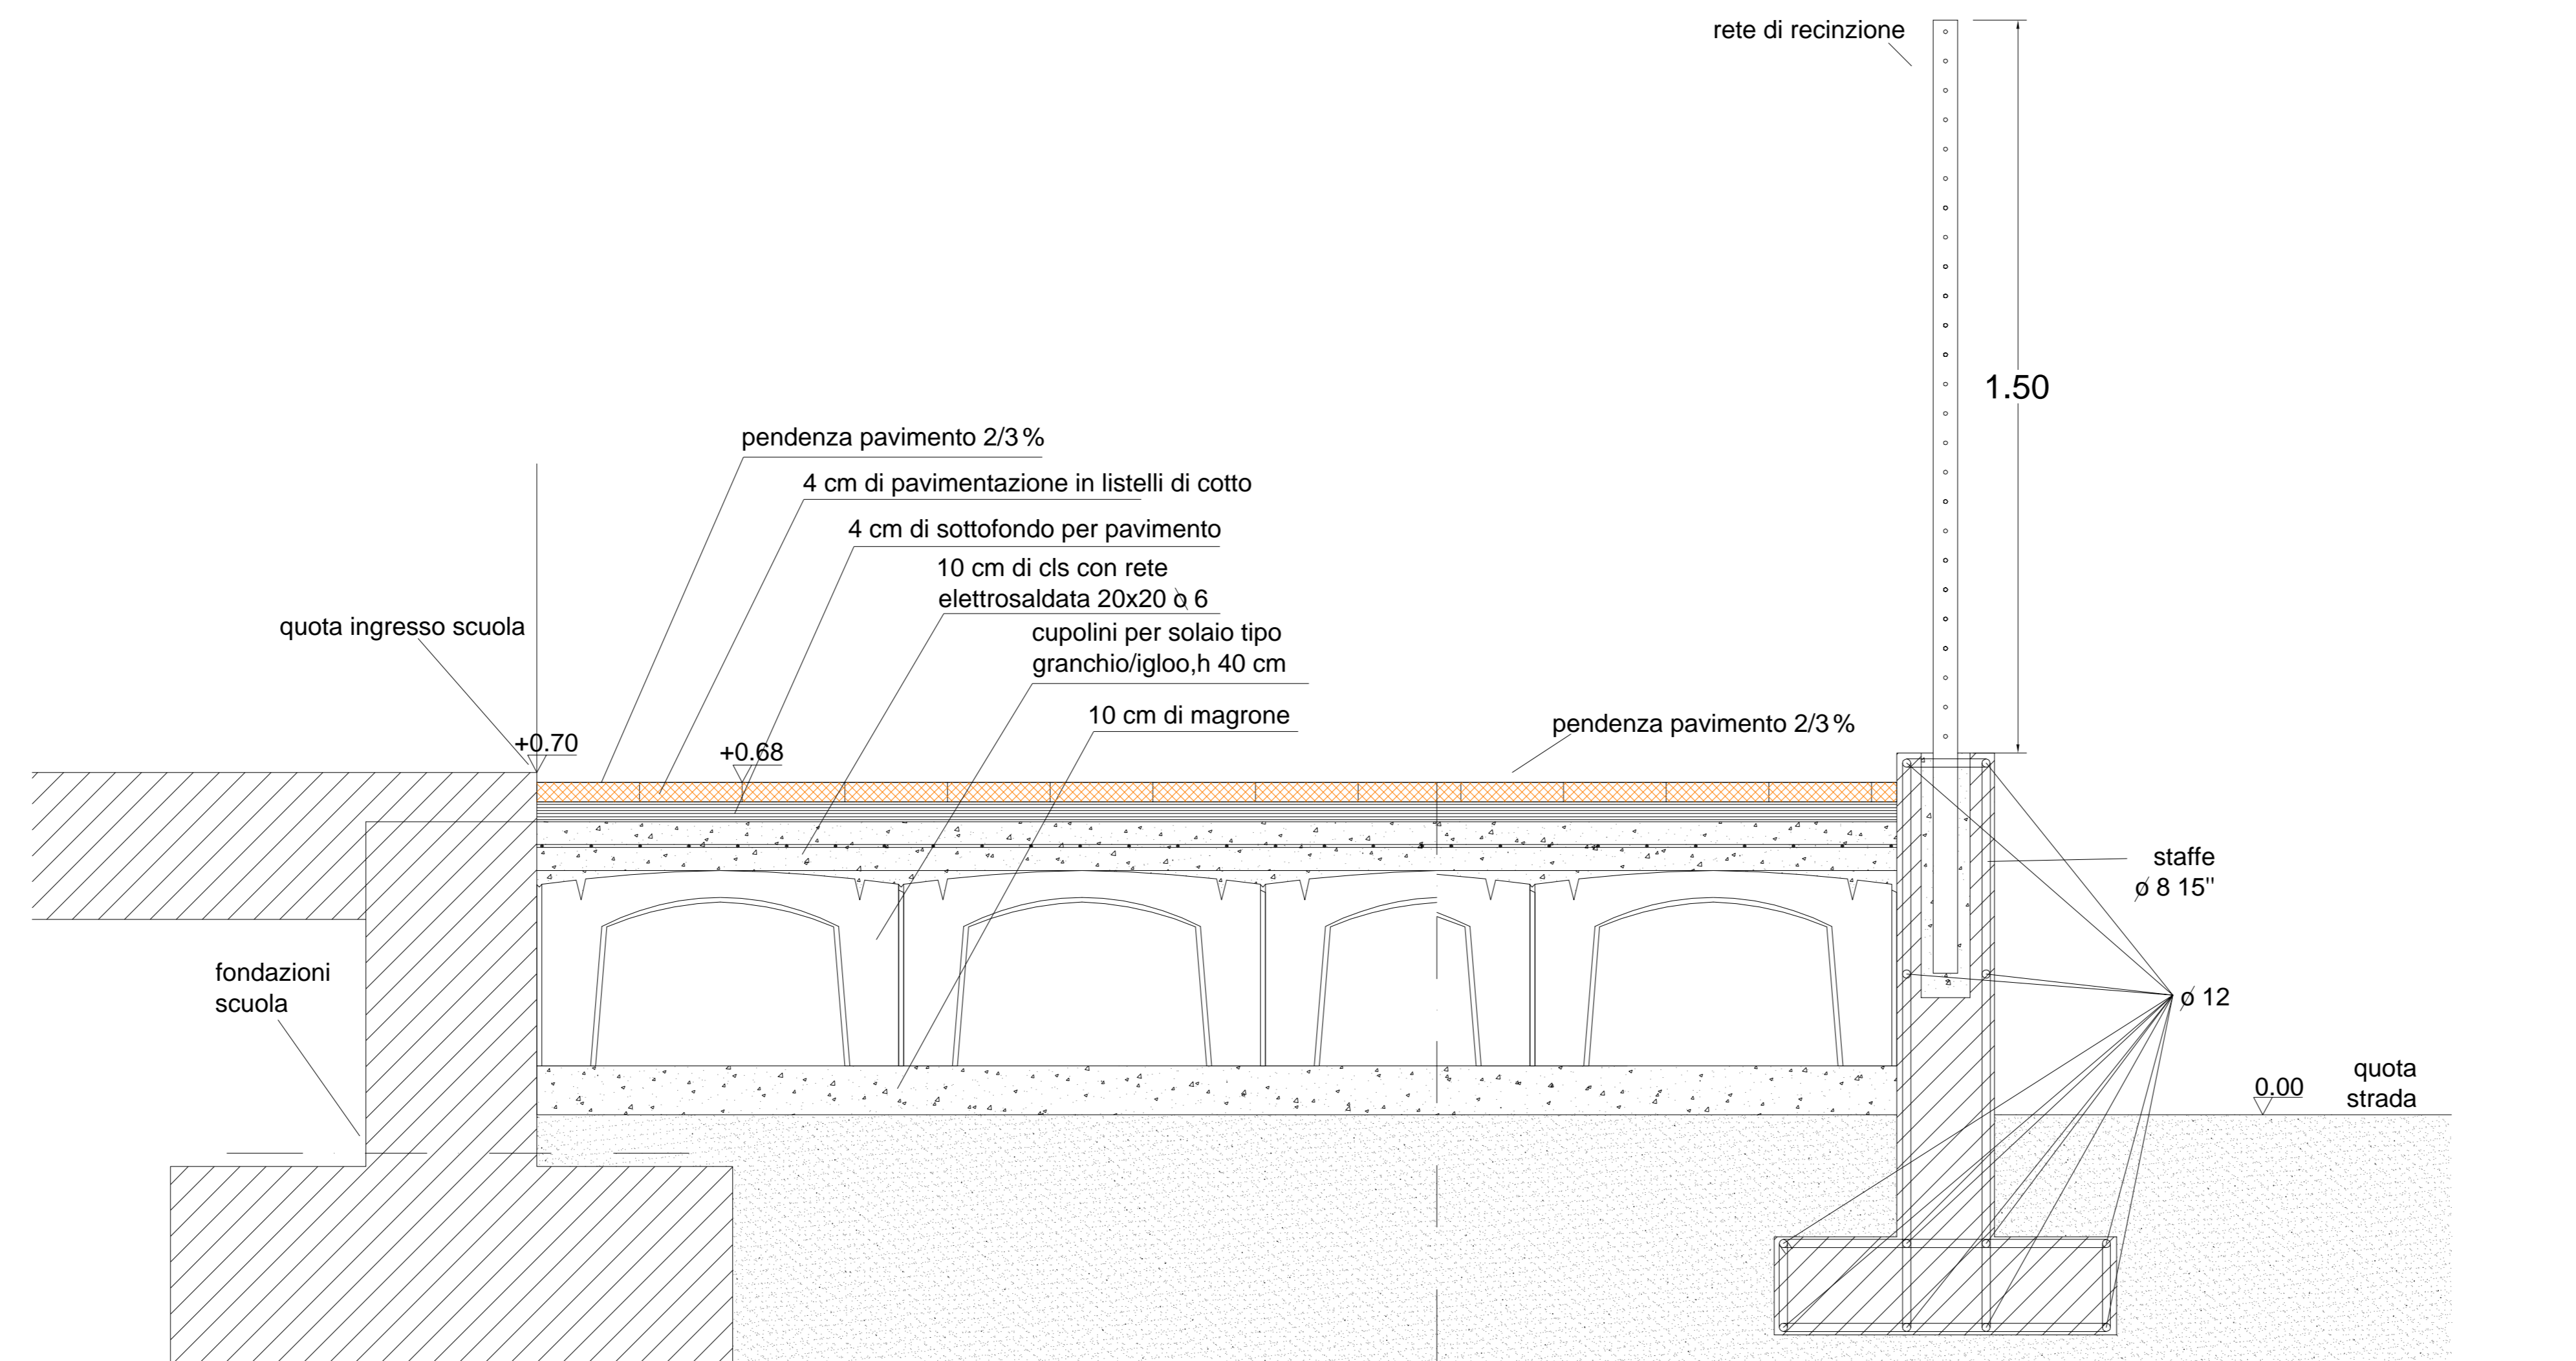 rete di recinzione
1.50
pendenza pavimento 2/3 %
4 cm di pavimentazione in listelli di cotto
4 cm di sottofondo per pavimento
10 cm di cls con rete
elettrosaldata 20x20 ø 6
quota ingresso scuola
cupolini per solaio tipo
granchio/igloo,h 40 cm
10 cm di magrone
pendenza pavimento 2/3 %
+0.70
+0.68
staffe
ø 8 15"
fondazioni
scuola
ø 12
quota
strada
0.00